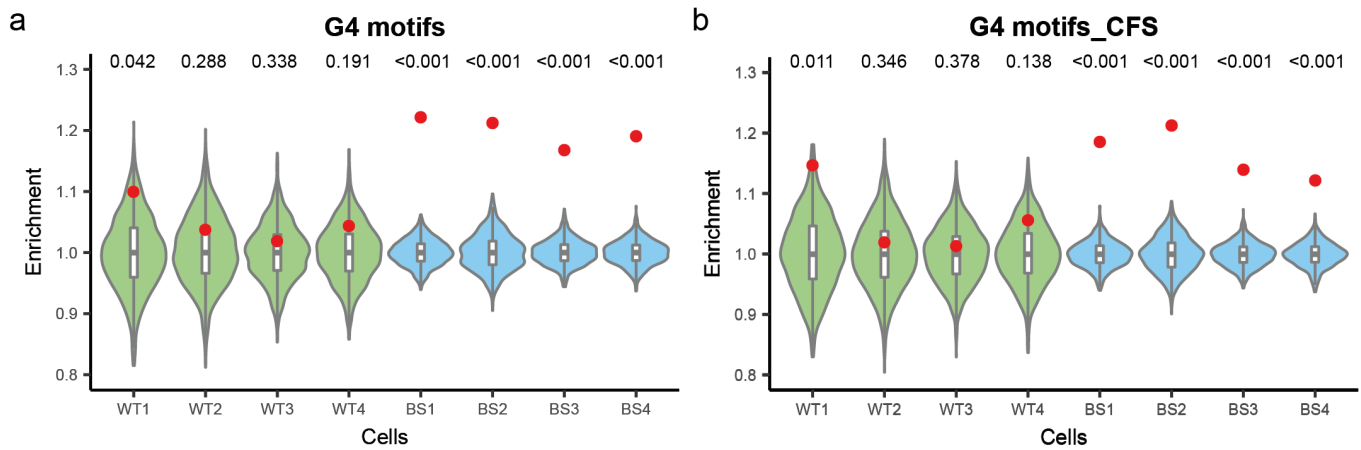 a
G4 motifs
0.042 0.288 0.338 0.191 <0.001 <0.001 <0.001 <0.001
1.3
1.2
1.1
1.0
0.9
0.8
Enrichment
WT1 WT2 WT3 WT4 BS1 BS2 BS3 BS4
Cells
b
G4 motifs_CFS
0.011 0.346 0.378 0.138 <0.001 <0.001 <0.001 <0.001
1.3
1.2
1.1
1.0
0.9
0.8
Enrichment
WT1 WT2 WT3 WT4 BS1 BS2 BS3 BS4
Cells